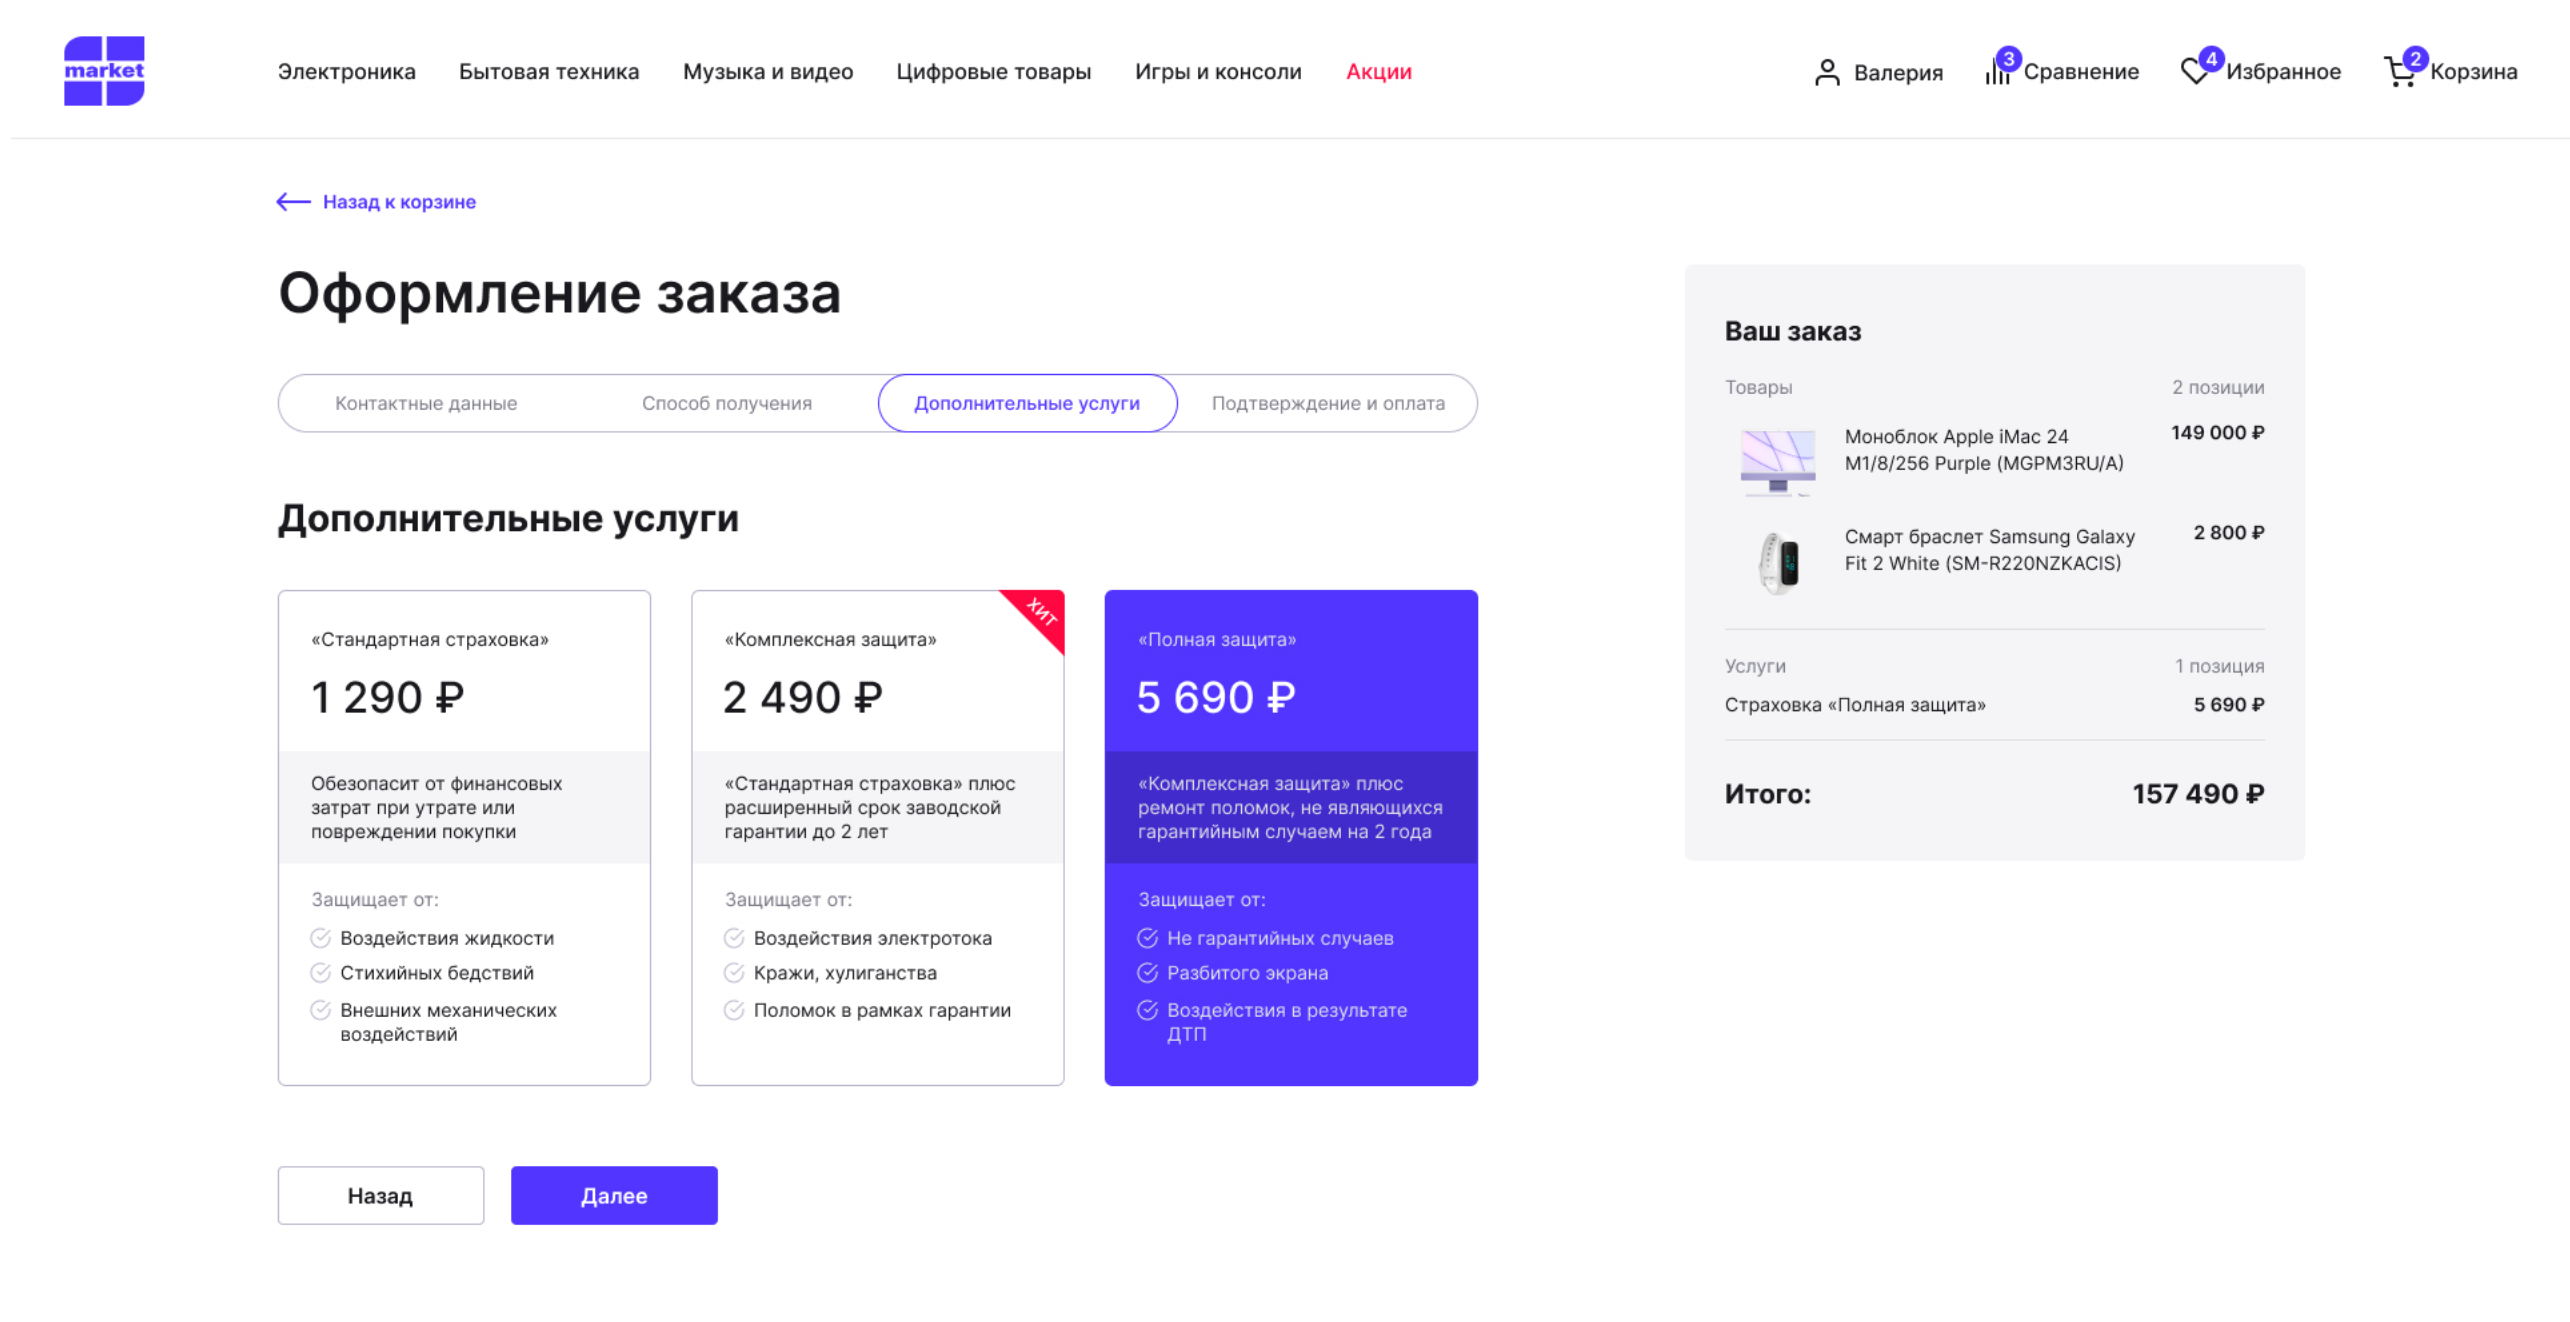 market
Электроника
Бытовая техника
Музыка и видео
Цифровые товары
Игры и консоли
Акции
Валерия
3
Сравнение
4
Избранное
2
Корзина
Назад к корзине
Оформление заказа
Контактные данные
Способ получения
Дополнительные услуги
Подтверждение и оплата
Дополнительные услуги
«Стандартная страховка»
1 290 ₽
Обезопасит от финансовых
затрат при утрате или
повреждении покупки
Защищает от:
Воздействия жидкости
Стихийных бедствий
Внешних механических
воздействий
ХИТ
«Комплексная защита»
2 490 ₽
«Стандартная страховка» плюс
расширенный срок заводской
гарантии до 2 лет
Защищает от:
Воздействия электротока
Кражи, хулиганства
Поломок в рамках гарантии
«Полная защита»
5 690 ₽
«Комплексная защита» плюс
ремонт поломок, не являющихся
гарантийным случаем на 2 года
Защищает от:
Не гарантийных случаев
Разбитого экрана
Воздействия в результате
ДТП
Назад
Далее
Ваш заказ
Товары
2 позиции
Моноблок Apple iMac 24
M1/8/256 Purple (MGPM3RU/A)
149 000 ₽
Смарт браслет Samsung Galaxy
Fit 2 White (SM-R220NZKACIS)
2 800 ₽
Услуги
1 позиция
Страховка «Полная защита»
5 690 ₽
Итого:
157 490 ₽